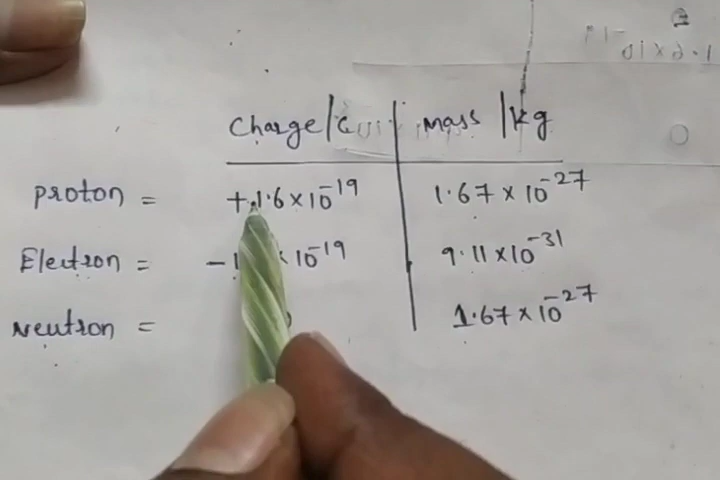 Charge/C Mass/kg
Proton = +1.6×10⁻¹⁹ 1.67×10⁻²⁷
Electron = -1 ×10⁻¹⁹ 9.11×10⁻³¹
Neutron = 1.67×10⁻²⁷